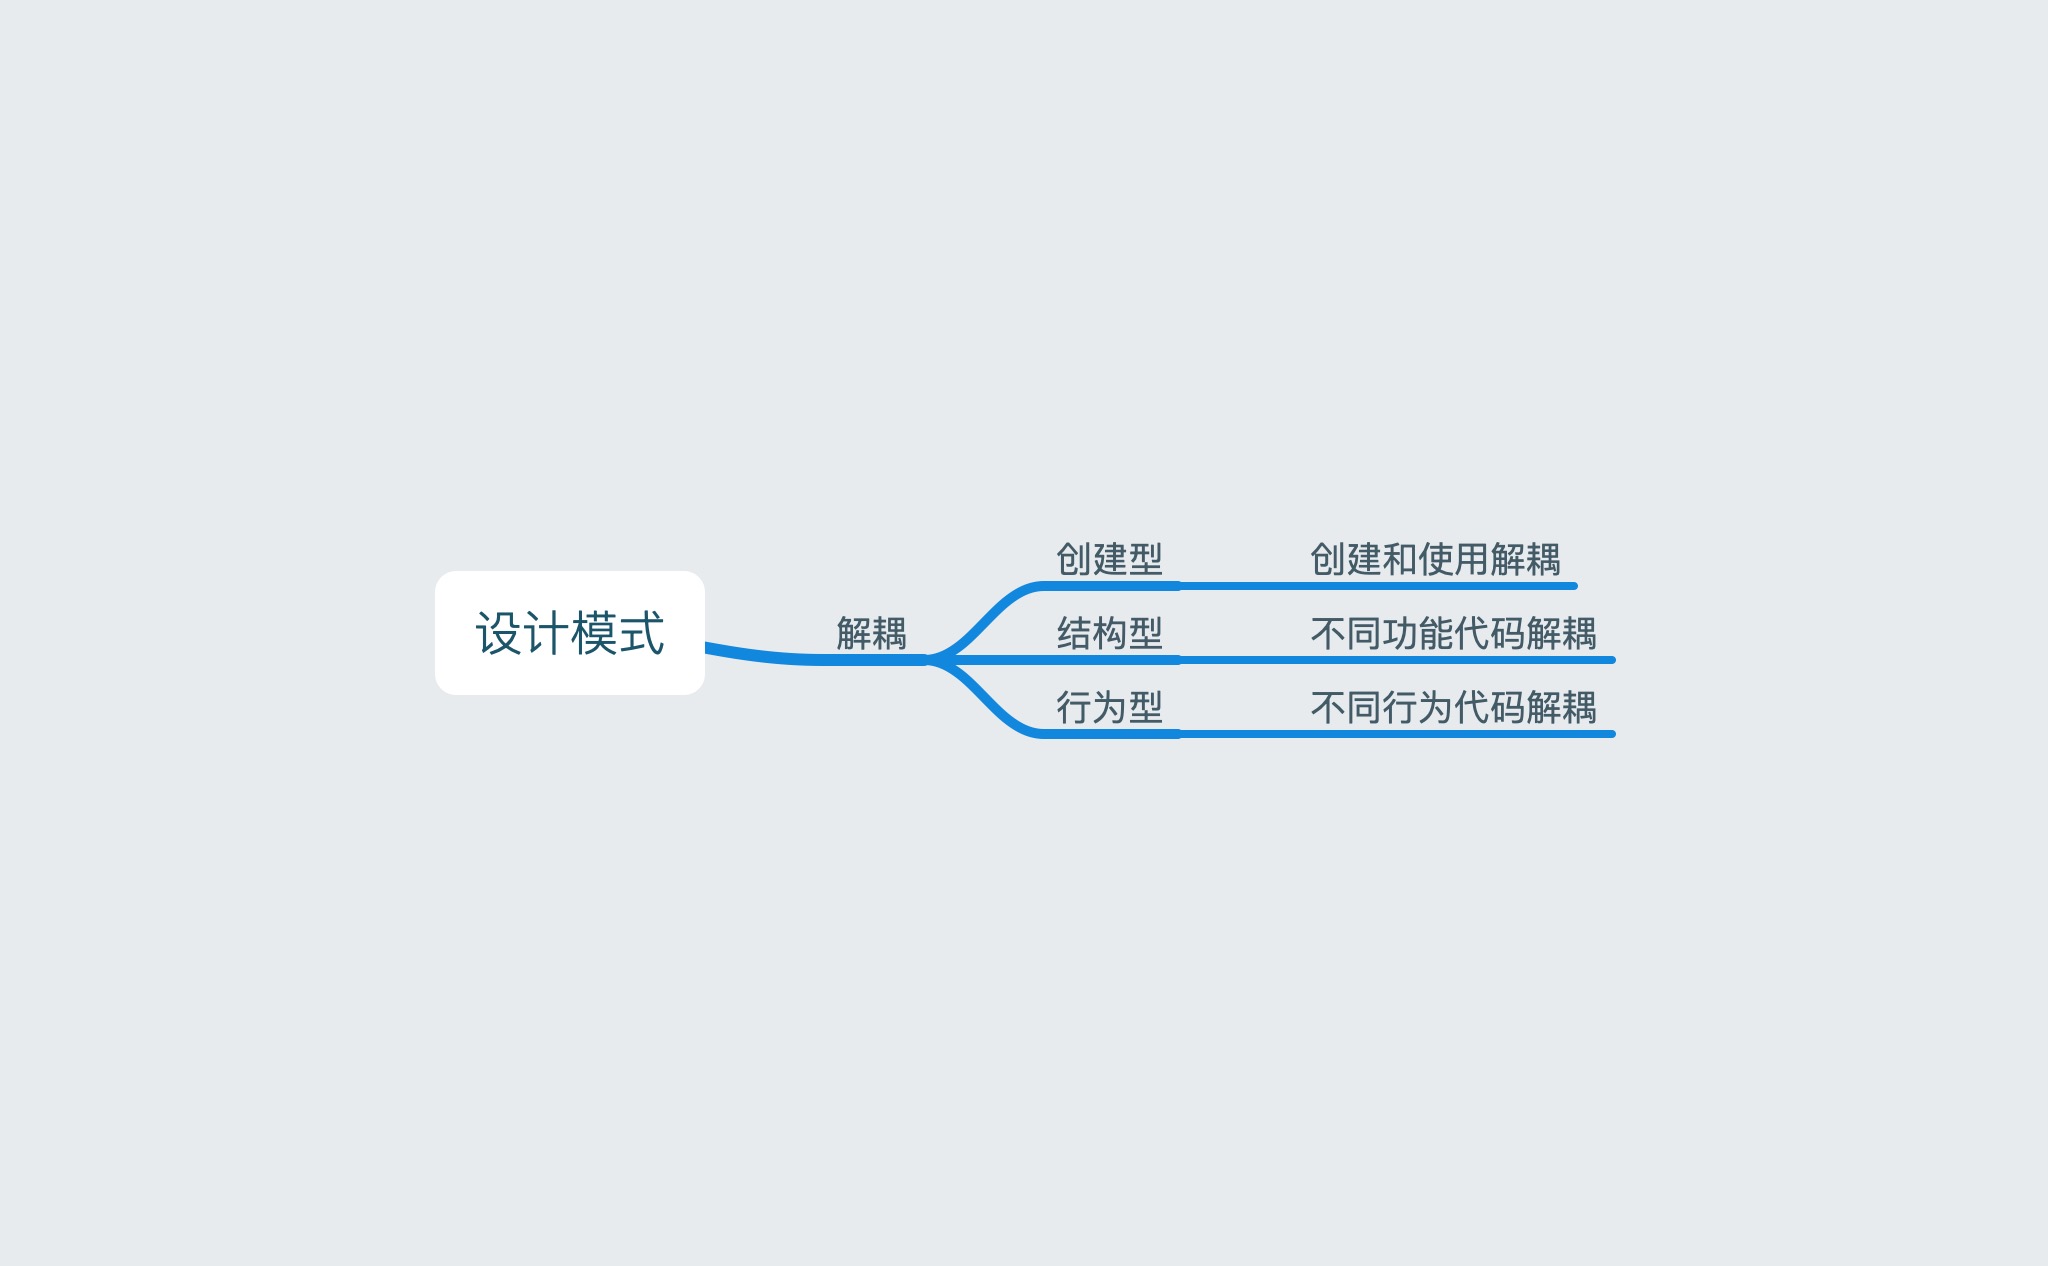 设计模式
解耦
创建型
创建和使用解耦
结构型
不同功能代码解耦
行为型
不同行为代码解耦